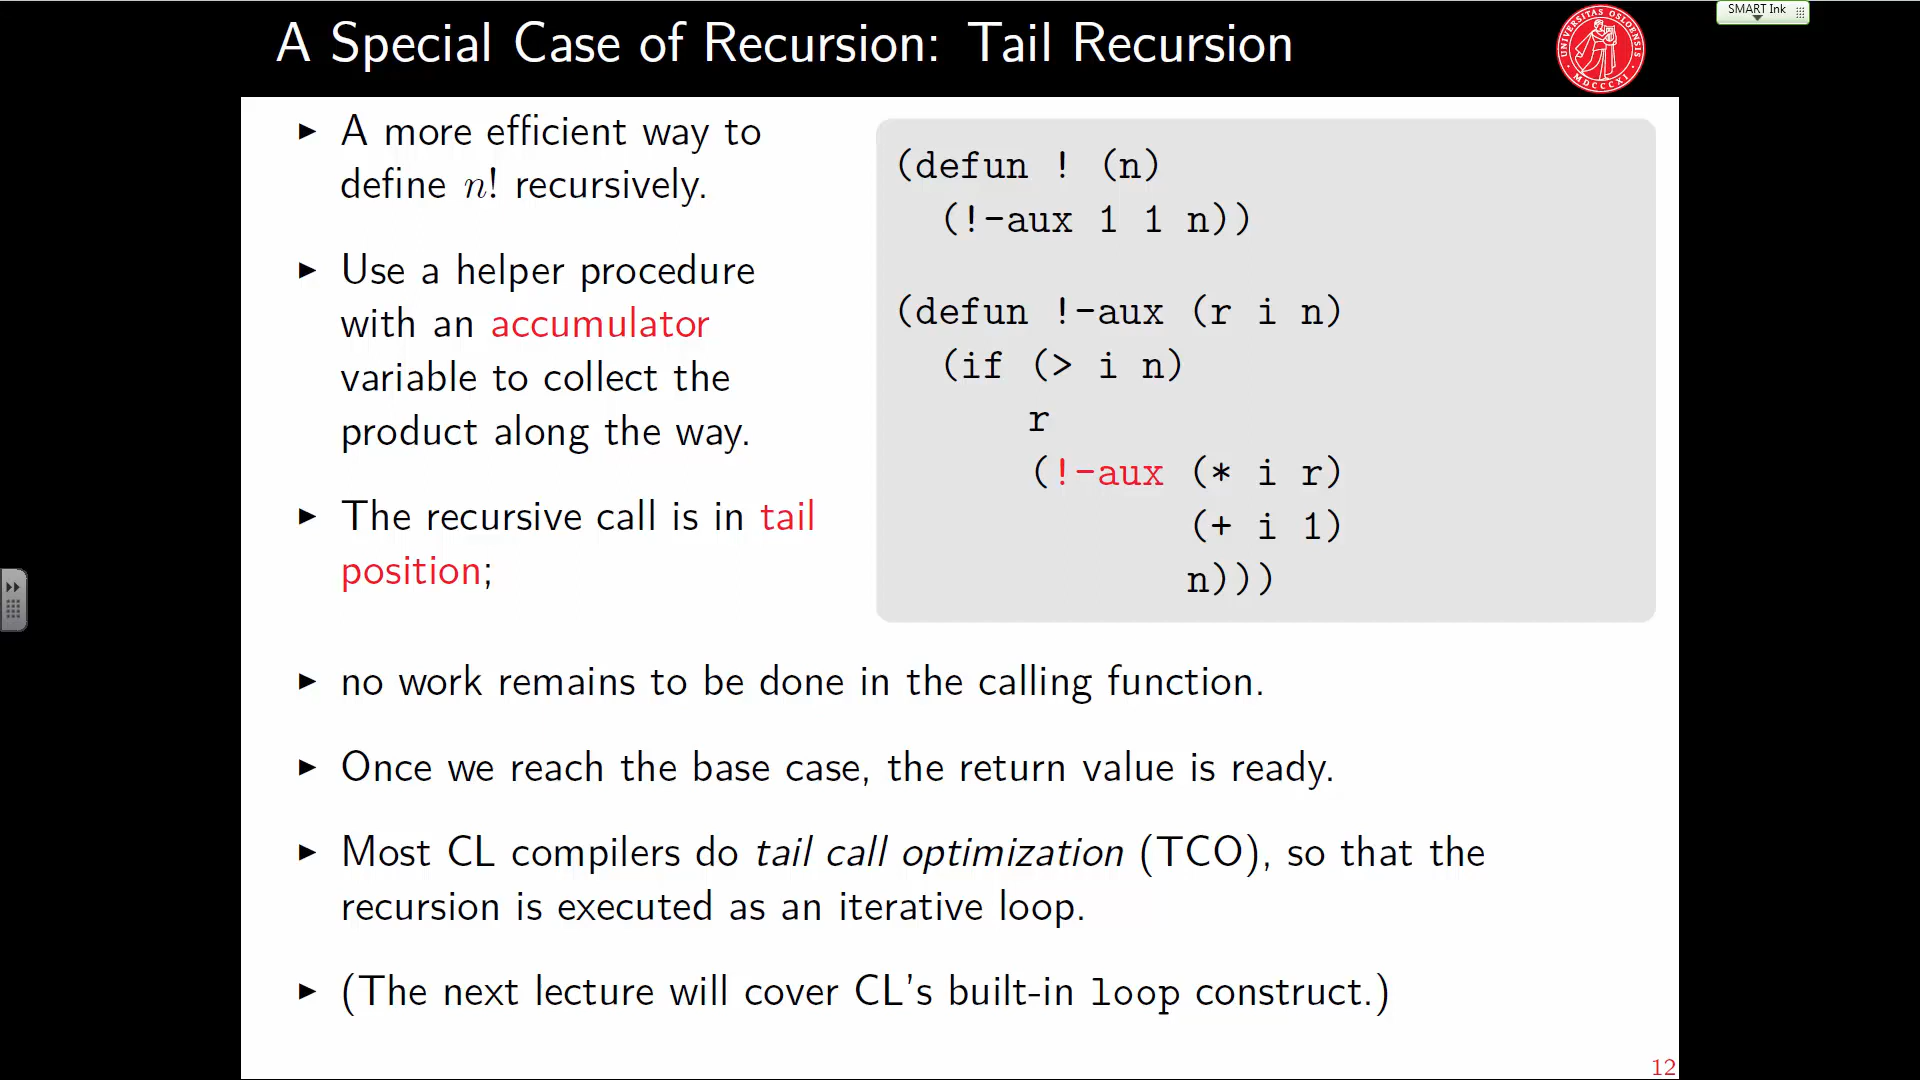 A Special Case of Recursion: Tail Recursion
SMART Ink
UNIVERSITAS OSLOENSIS
MDCCCXI
▶ A more efficient way to
define n! recursively.
▶ Use a helper procedure
with an accumulator
variable to collect the
product along the way.
▶ The recursive call is in tail
position;
(defun ! (n)
  (!-aux 1 1 n))
(defun !-aux (r i n)
  (if (> i n)
      r
      (!-aux (* i r)
             (+ i 1)
             n)))
▶ no work remains to be done in the calling function.
▶ Once we reach the base case, the return value is ready.
▶ Most CL compilers do tail call optimization (TCO), so that the
recursion is executed as an iterative loop.
▶ (The next lecture will cover CL's built-in loop construct.)
12